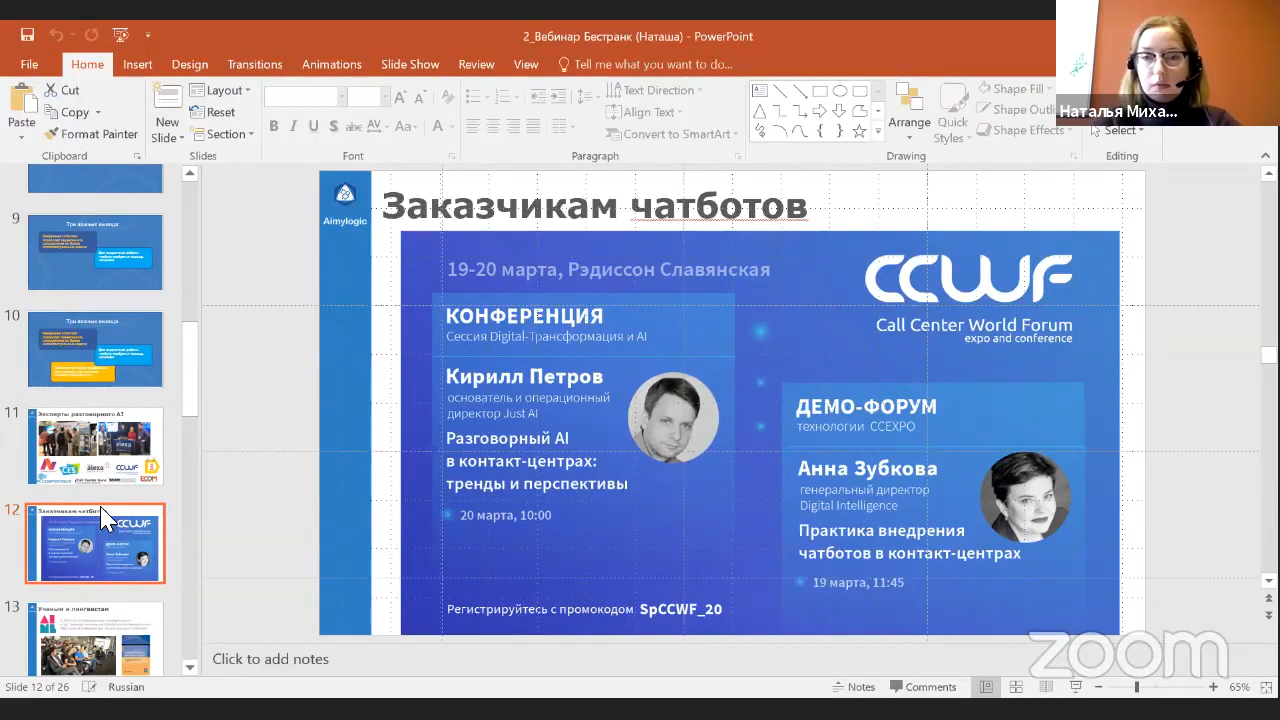 2_Вебинар Бестранк (Наташа) - PowerPoint
File Home Insert Design Transitions Animations Slide Show Review View Tell me what you want to do...
Наталья Миха...
Paste
Cut
Copy
Format Painter
Clipboard
New
Slide
Layout
Reset
Section
Slides
Font
Text Direction
Align Text
Convert to SmartArt
Paragraph
Arrange
Quick
Styles
Shape Fill
Shape Effects
Drawing
Select
Editing
9
Три важных вывода
10
Три важных вывода
11
Эксперты разговорного AI
12
13
Ученым и лингвистам
Aimylogic
Заказчикам чатботов
19-20 марта, Рэдиссон Славянская
КОНФЕРЕНЦИЯ
Сессия Digital-Трансформация и AI
Кирилл Петров
основатель и операционный
директор Just AI
Разговорный AI
в контакт-центрах:
тренды и перспективы
20 марта, 10:00
Регистрируйтесь с промокодом SpCCWF_20
CCWF
Call Center World Forum
expo and conference
ДЕМО-ФОРУМ
технологии CCEXPO
Анна Зубкова
генеральный директор
Digital Intelligence
Практика внедрения
чатботов в контакт-центрах
19 марта, 11:45
Click to add notes
zoom
Slide 12 of 26 Russian Notes Comments 65%